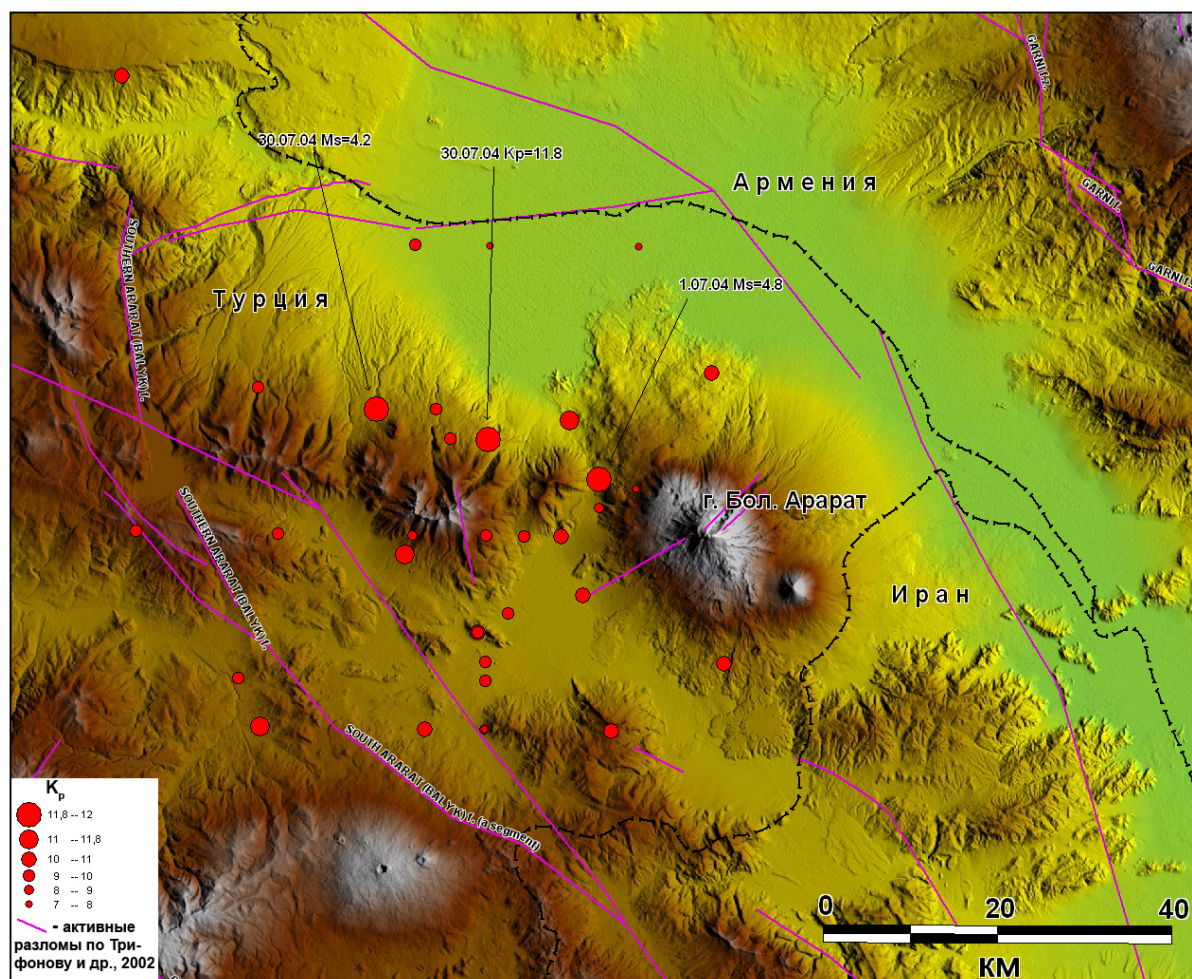 GARNI f.z.
30.07.04 Ms=4.2
30.07.04 Kp=11.8
А р м е н и я
GARNI f.
GARNI f.
SOUTHERN ARARAT (BALYK) f.
Т у р ц и я
1.07.04 Ms=4.8
г. Бол. Арарат
SOUTHERN ARARAT (BALYK) f.
И р а н
SOUTH ARARAT (BALYK) f. (a segment)
Kp
11,8 -- 12
11 -- 11,8
10 -- 11
9 -- 10
8 -- 9
7 -- 8
- активные
разломы по Три-
фонову и др., 2002
0 20 40
км